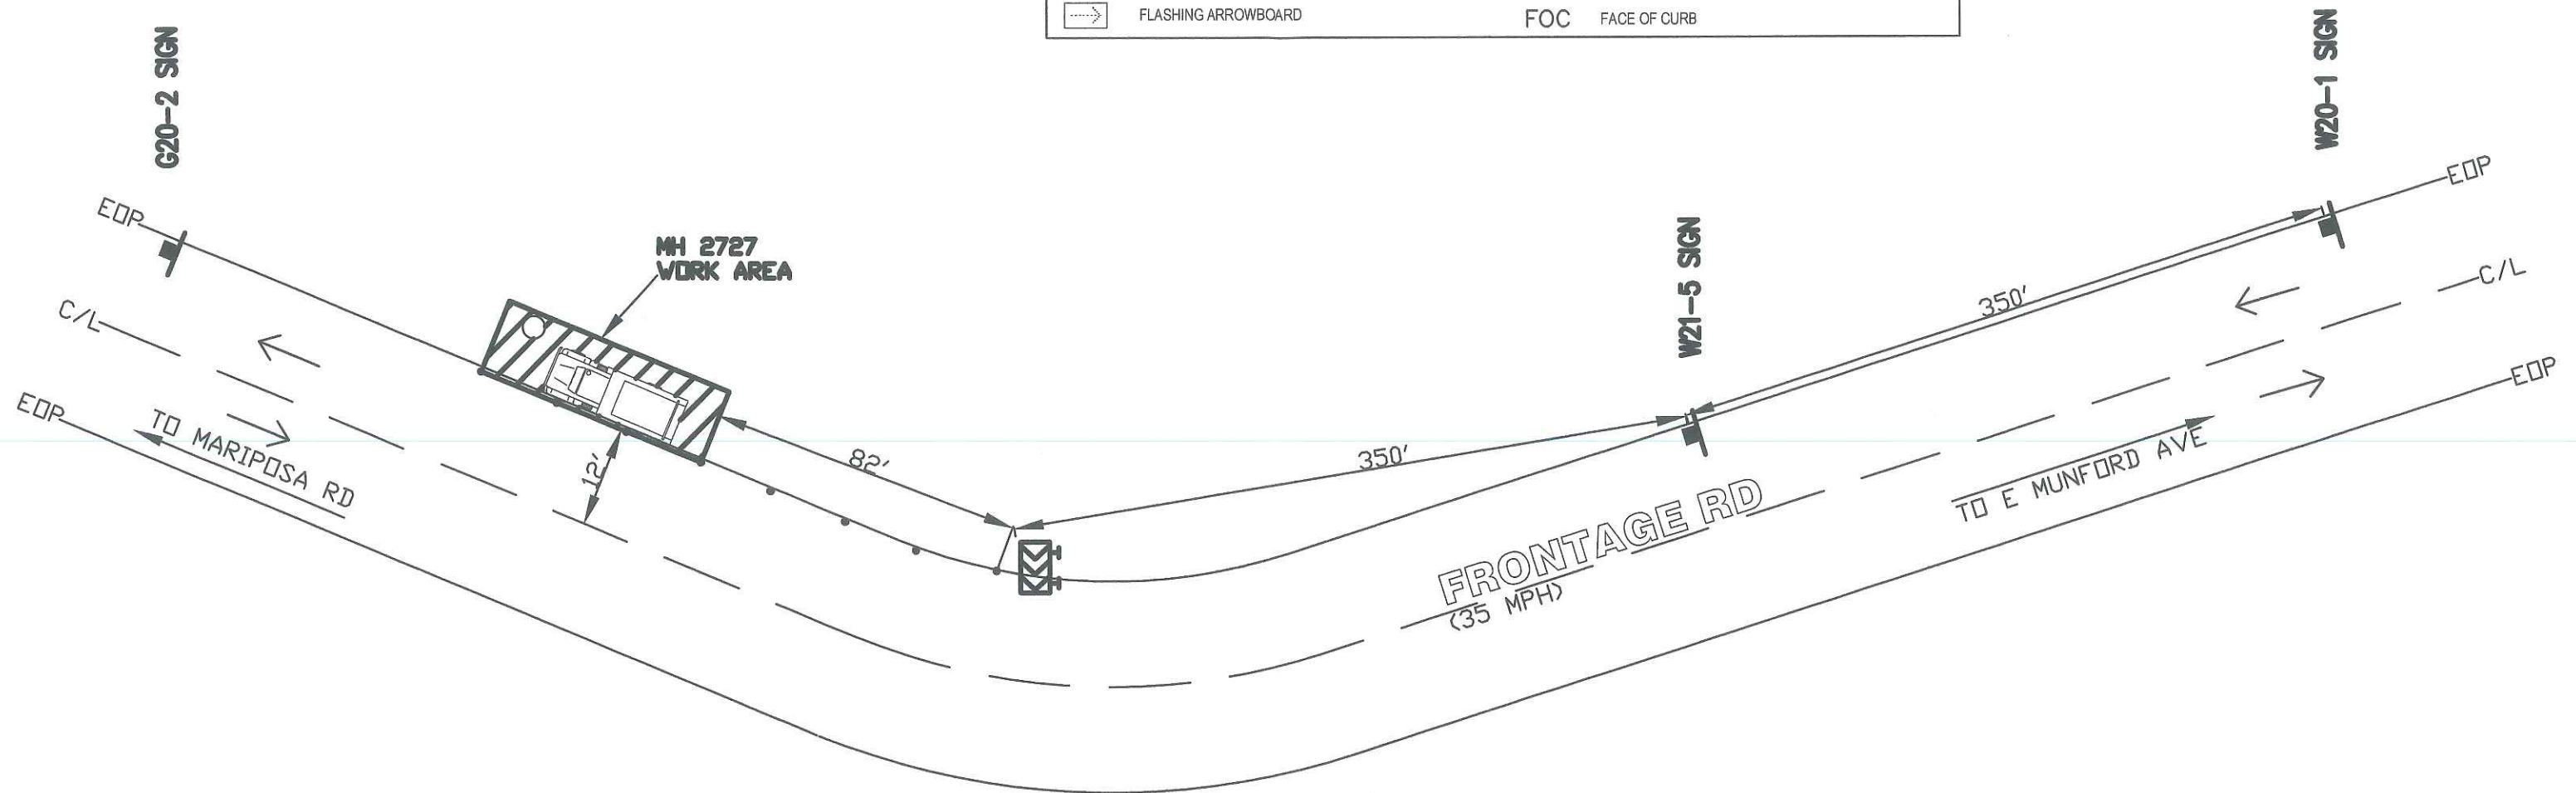 FLASHING ARROWBOARD
FOC FACE OF CURB
G20-2 SIGN
W20-1 SIGN
EOP
EOP
W21-5 SIGN
MH 2727
WORK AREA
C/L
C/L
350'
EOP
EOP
TO MARIPOSA RD
12'
82'
350'
TO E MUNFORD AVE
FRONTAGE RD
(35 MPH)